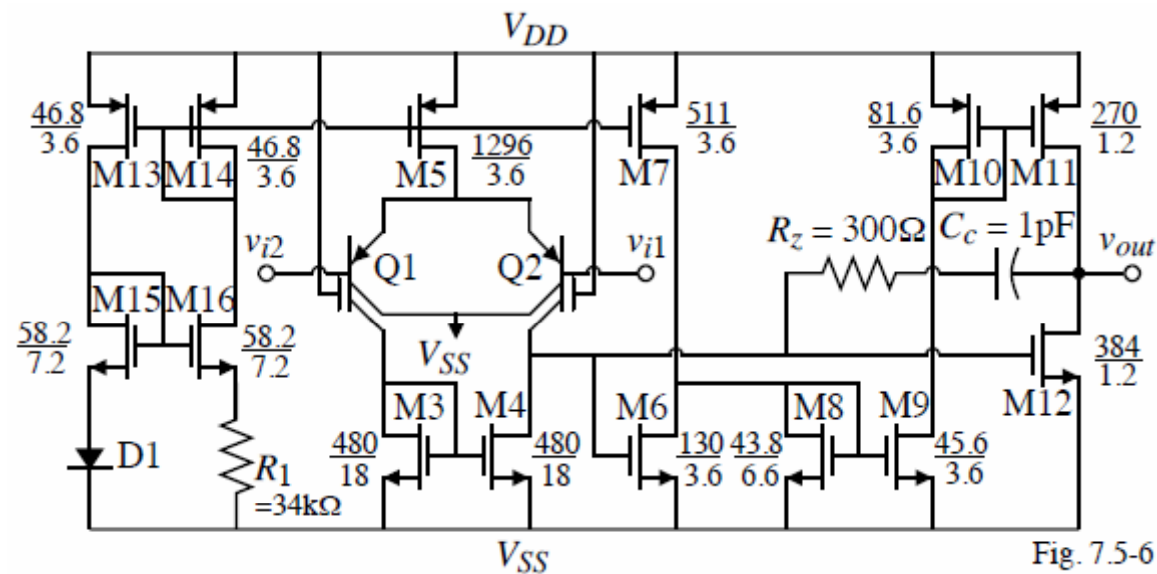 VDD
46.8
3.6
M13
M14
46.8
3.6
M5
1296
3.6
511
3.6
M7
81.6
3.6
M10
M11
270
1.2
Rz = 300Ω
Cc = 1pF
vout
vi2
Q1
Q2
vi1
M15
M16
58.2
7.2
58.2
7.2
VSS
384
1.2
M12
D1
R1
=34kΩ
M3
M4
480
18
480
18
M6
130
3.6
M8
43.8
6.6
M9
45.6
3.6
VSS
Fig. 7.5-6